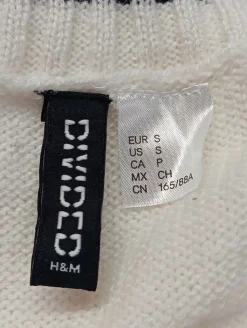 DIVIDED
H&M
EUR S
US S
CA P
MX CH
CN 165/88A